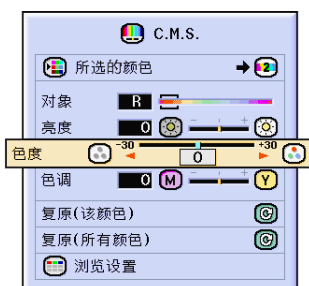 C.M.S.
所选的颜色 2
对象 R
亮度 0 - +
色度 -30 0 +30
色调 0 M - + Y
复原(该颜色)
复原(所有颜色)
浏览设置